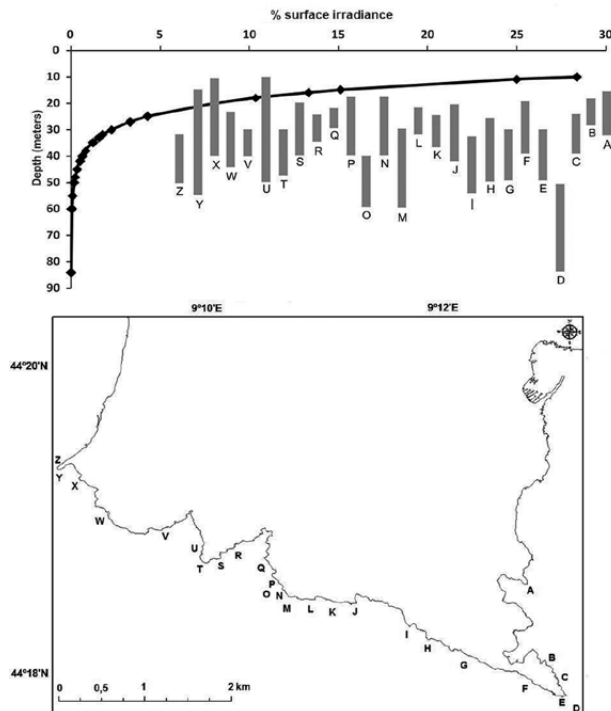 % surface irradiance
0 5 10 15 20 25 30
Depth (meters)
0
10
20
30
40
50
60
70
80
90
Z Y X W V U T S R Q P O N M L K J I H G F E D C B A
9°10'E 9°12'E
44°20'N
44°18'N
Z
Y
X
W
V
U
T
S
R
Q
P
O
N
M
L
K
J
I
H
G
F
E
D
C
B
A
0 0,5 1 2 km